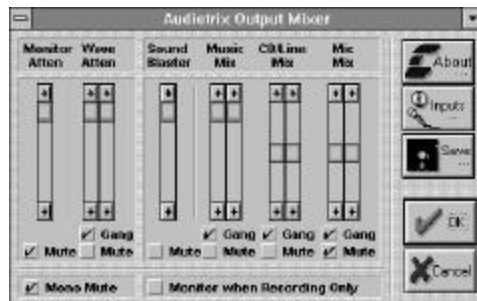 Audietrix Output Mixer
Monitor Atten
Wave Atten
Sound Blaster
Music Mix
CD/Line Mix
Mic Mix
About ...
Inputs ...
Save ...
Gang
Gang
Gang
Gang
Mute
Mute
Mute
Mute
Mute
Mute
OK
Cancel
Mono Mute
Monitor when Recording Only